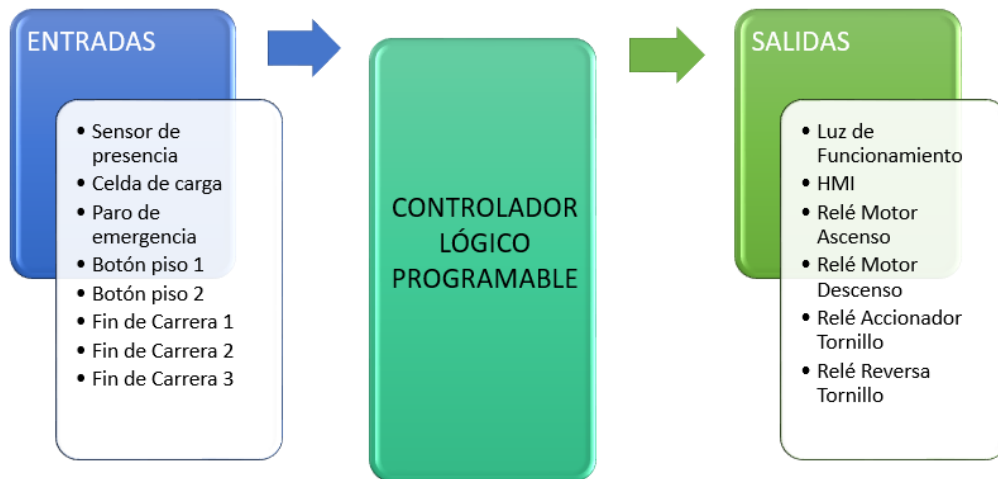 ENTRADAS
• Sensor de
presencia
• Celda de carga
• Paro de
emergencia
• Botón piso 1
• Botón piso 2
• Fin de Carrera 1
• Fin de Carrera 2
• Fin de Carrera 3
CONTROLADOR
LÓGICO
PROGRAMABLE
SALIDAS
• Luz de
Funcionamiento
• HMI
• Relé Motor
Ascenso
• Relé Motor
Descenso
• Relé Accionador
Tornillo
• Relé Reversa
Tornillo